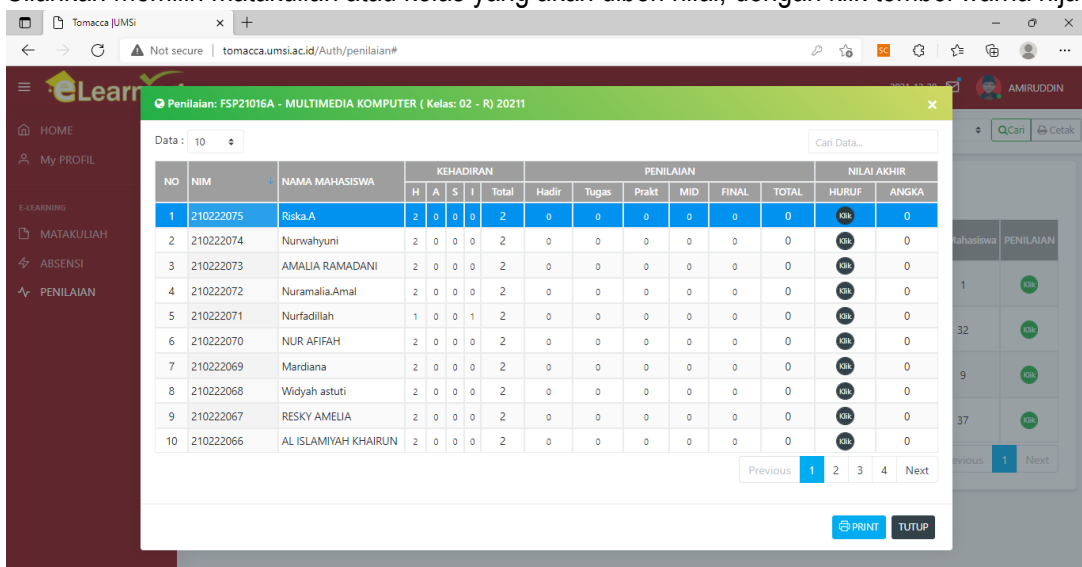 Tomacca |UMSi
Not secure | tomacca.umsi.ac.id/Auth/penilaian#
eLearn
AMIRUDDIN
Penilaian: FSP21016A - MULTIMEDIA KOMPUTER ( Kelas: 02 - R) 20211
HOME
My PROFIL
Data : 10
Cari Data...
Cari Cetak
E-LEARNING
MATAKULIAH
ABSENSI
PENILAIAN
NO NIM NAMA MAHASISWA KEHADIRAN PENILAIAN NILAI AKHIR
H A S I Total Hadir Tugas Prakt MID FINAL TOTAL HURUF ANGKA
1 210222075 Riska.A 2 0 0 0 2 0 0 0 0 0 0 Klik 0
2 210222074 Nurwahyuni 2 0 0 0 2 0 0 0 0 0 0 Klik 0
3 210222073 AMALIA RAMADANI 2 0 0 0 2 0 0 0 0 0 0 Klik 0
4 210222072 Nuramalia.Amal 2 0 0 0 2 0 0 0 0 0 0 Klik 0
5 210222071 Nurfadillah 1 0 0 1 2 0 0 0 0 0 0 Klik 0
6 210222070 NUR AFIFAH 2 0 0 0 2 0 0 0 0 0 0 Klik 0
7 210222069 Mardiana 2 0 0 0 2 0 0 0 0 0 0 Klik 0
8 210222068 Widyah astuti 2 0 0 0 2 0 0 0 0 0 0 Klik 0
9 210222067 RESKY AMELIA 2 0 0 0 2 0 0 0 0 0 0 Klik 0
10 210222066 AL ISLAMIYAH KHAIRUN 2 0 0 0 2 0 0 0 0 0 0 Klik 0
Previous 1 2 3 4 Next
PRINT TUTUP
PENILAIAN
1 Klik
32 Klik
9 Klik
37 Klik
1 Next